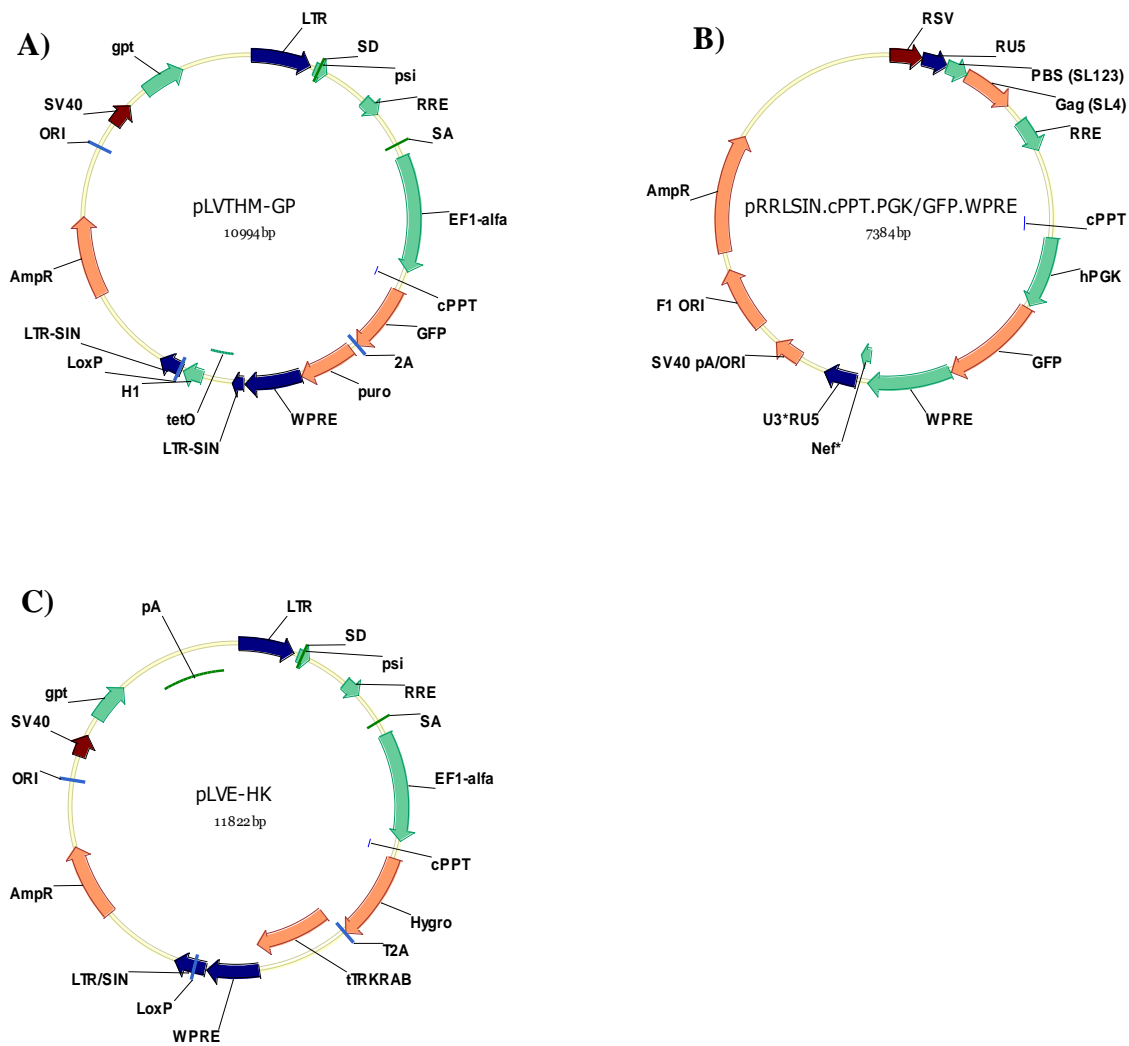 A)
LTR
SD
psi
RRE
SA
EF1-alfa
cPPT
GFP
2A
puro
WPRE
LTR-SIN
tetO
H1
LoxP
LTR-SIN
AmpR
ORI
SV40
gpt
pLVTHM-GP
10994bp
B)
RSV
RU5
PBS (SL123)
Gag (SL4)
RRE
cPPT
hPGK
GFP
WPRE
Nef*
U3*RU5
SV40 pA/ORI
F1 ORI
AmpR
pRRLSIN.cPPT.PGK/GFP.WPRE
7384bp
C)
pA
LTR
SD
psi
RRE
SA
EF1-alfa
cPPT
Hygro
T2A
tTRKRAB
WPRE
LoxP
LTR/SIN
AmpR
ORI
SV40
gpt
pLVE-HK
11822bp